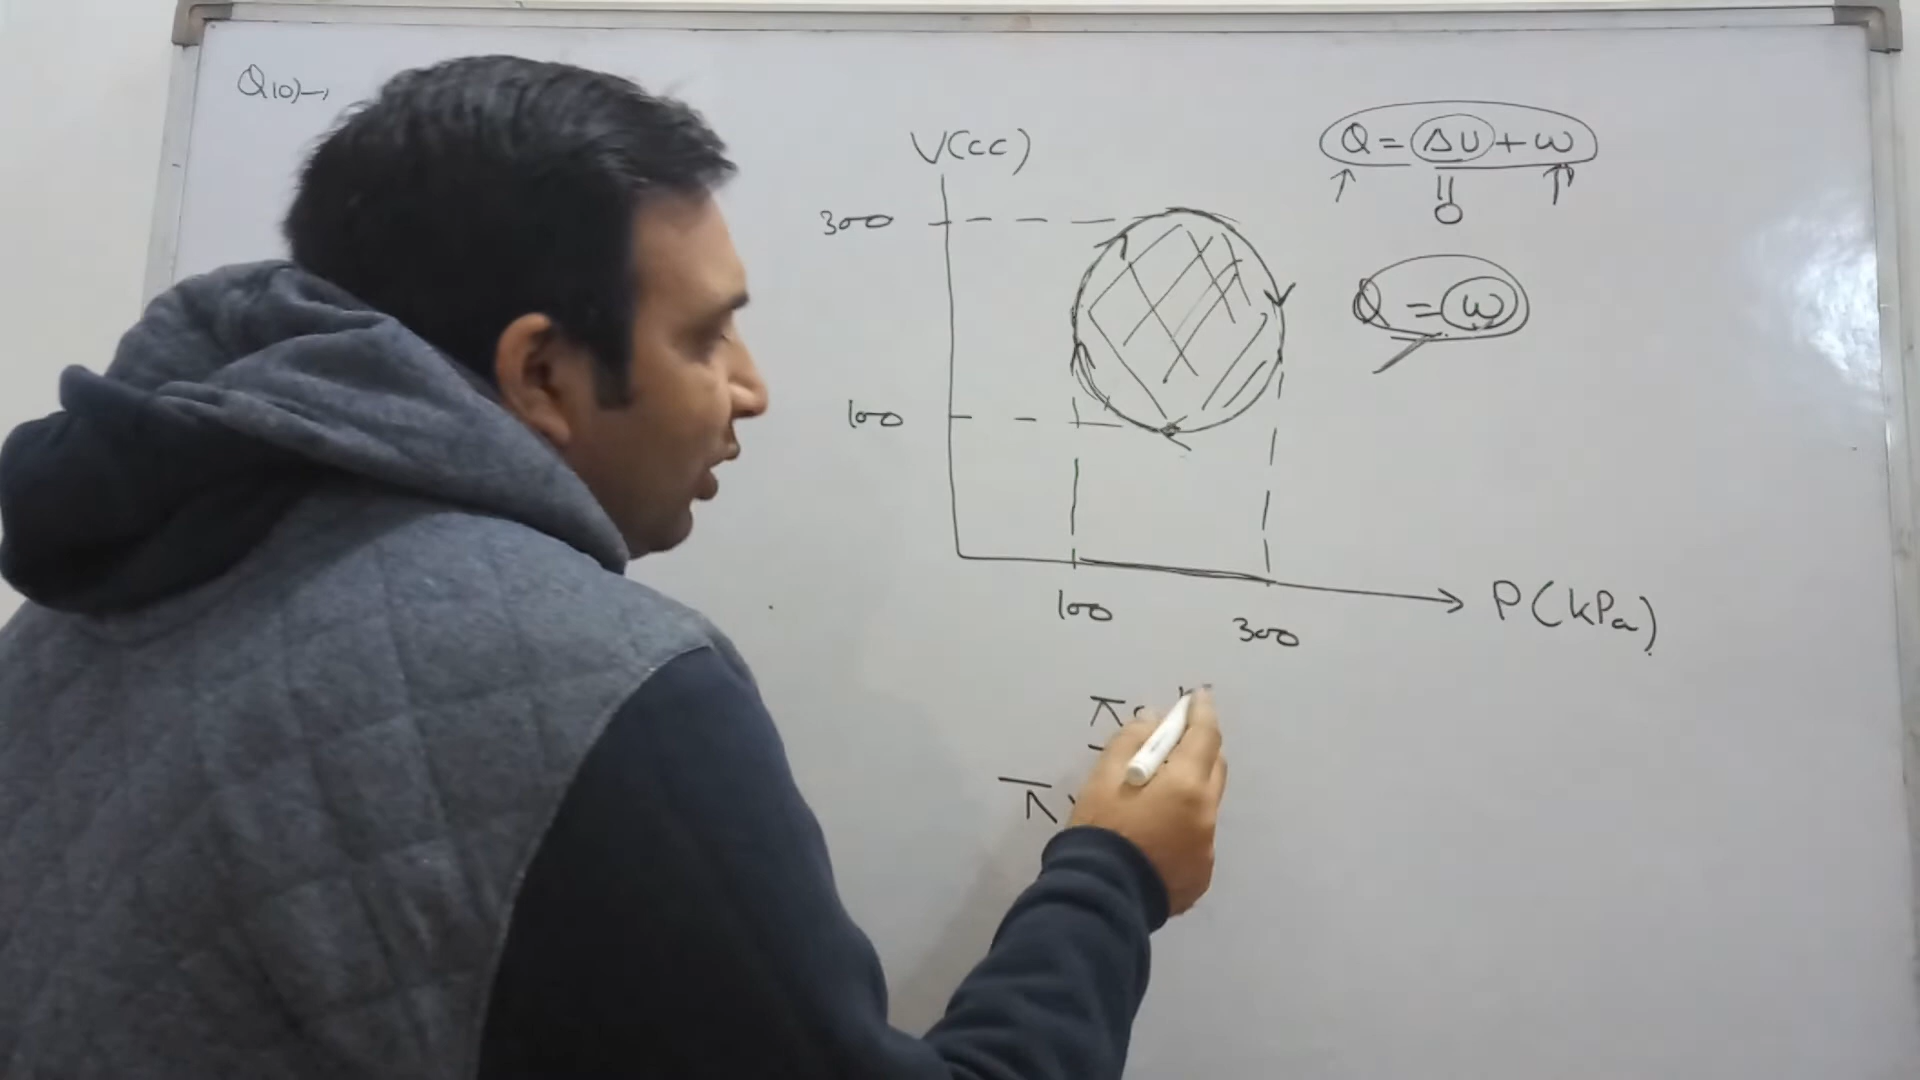 Q10)→
V(cc)
Q = ΔU + W
0
300
Q = W
100
100
300
P(kPa)
π
π